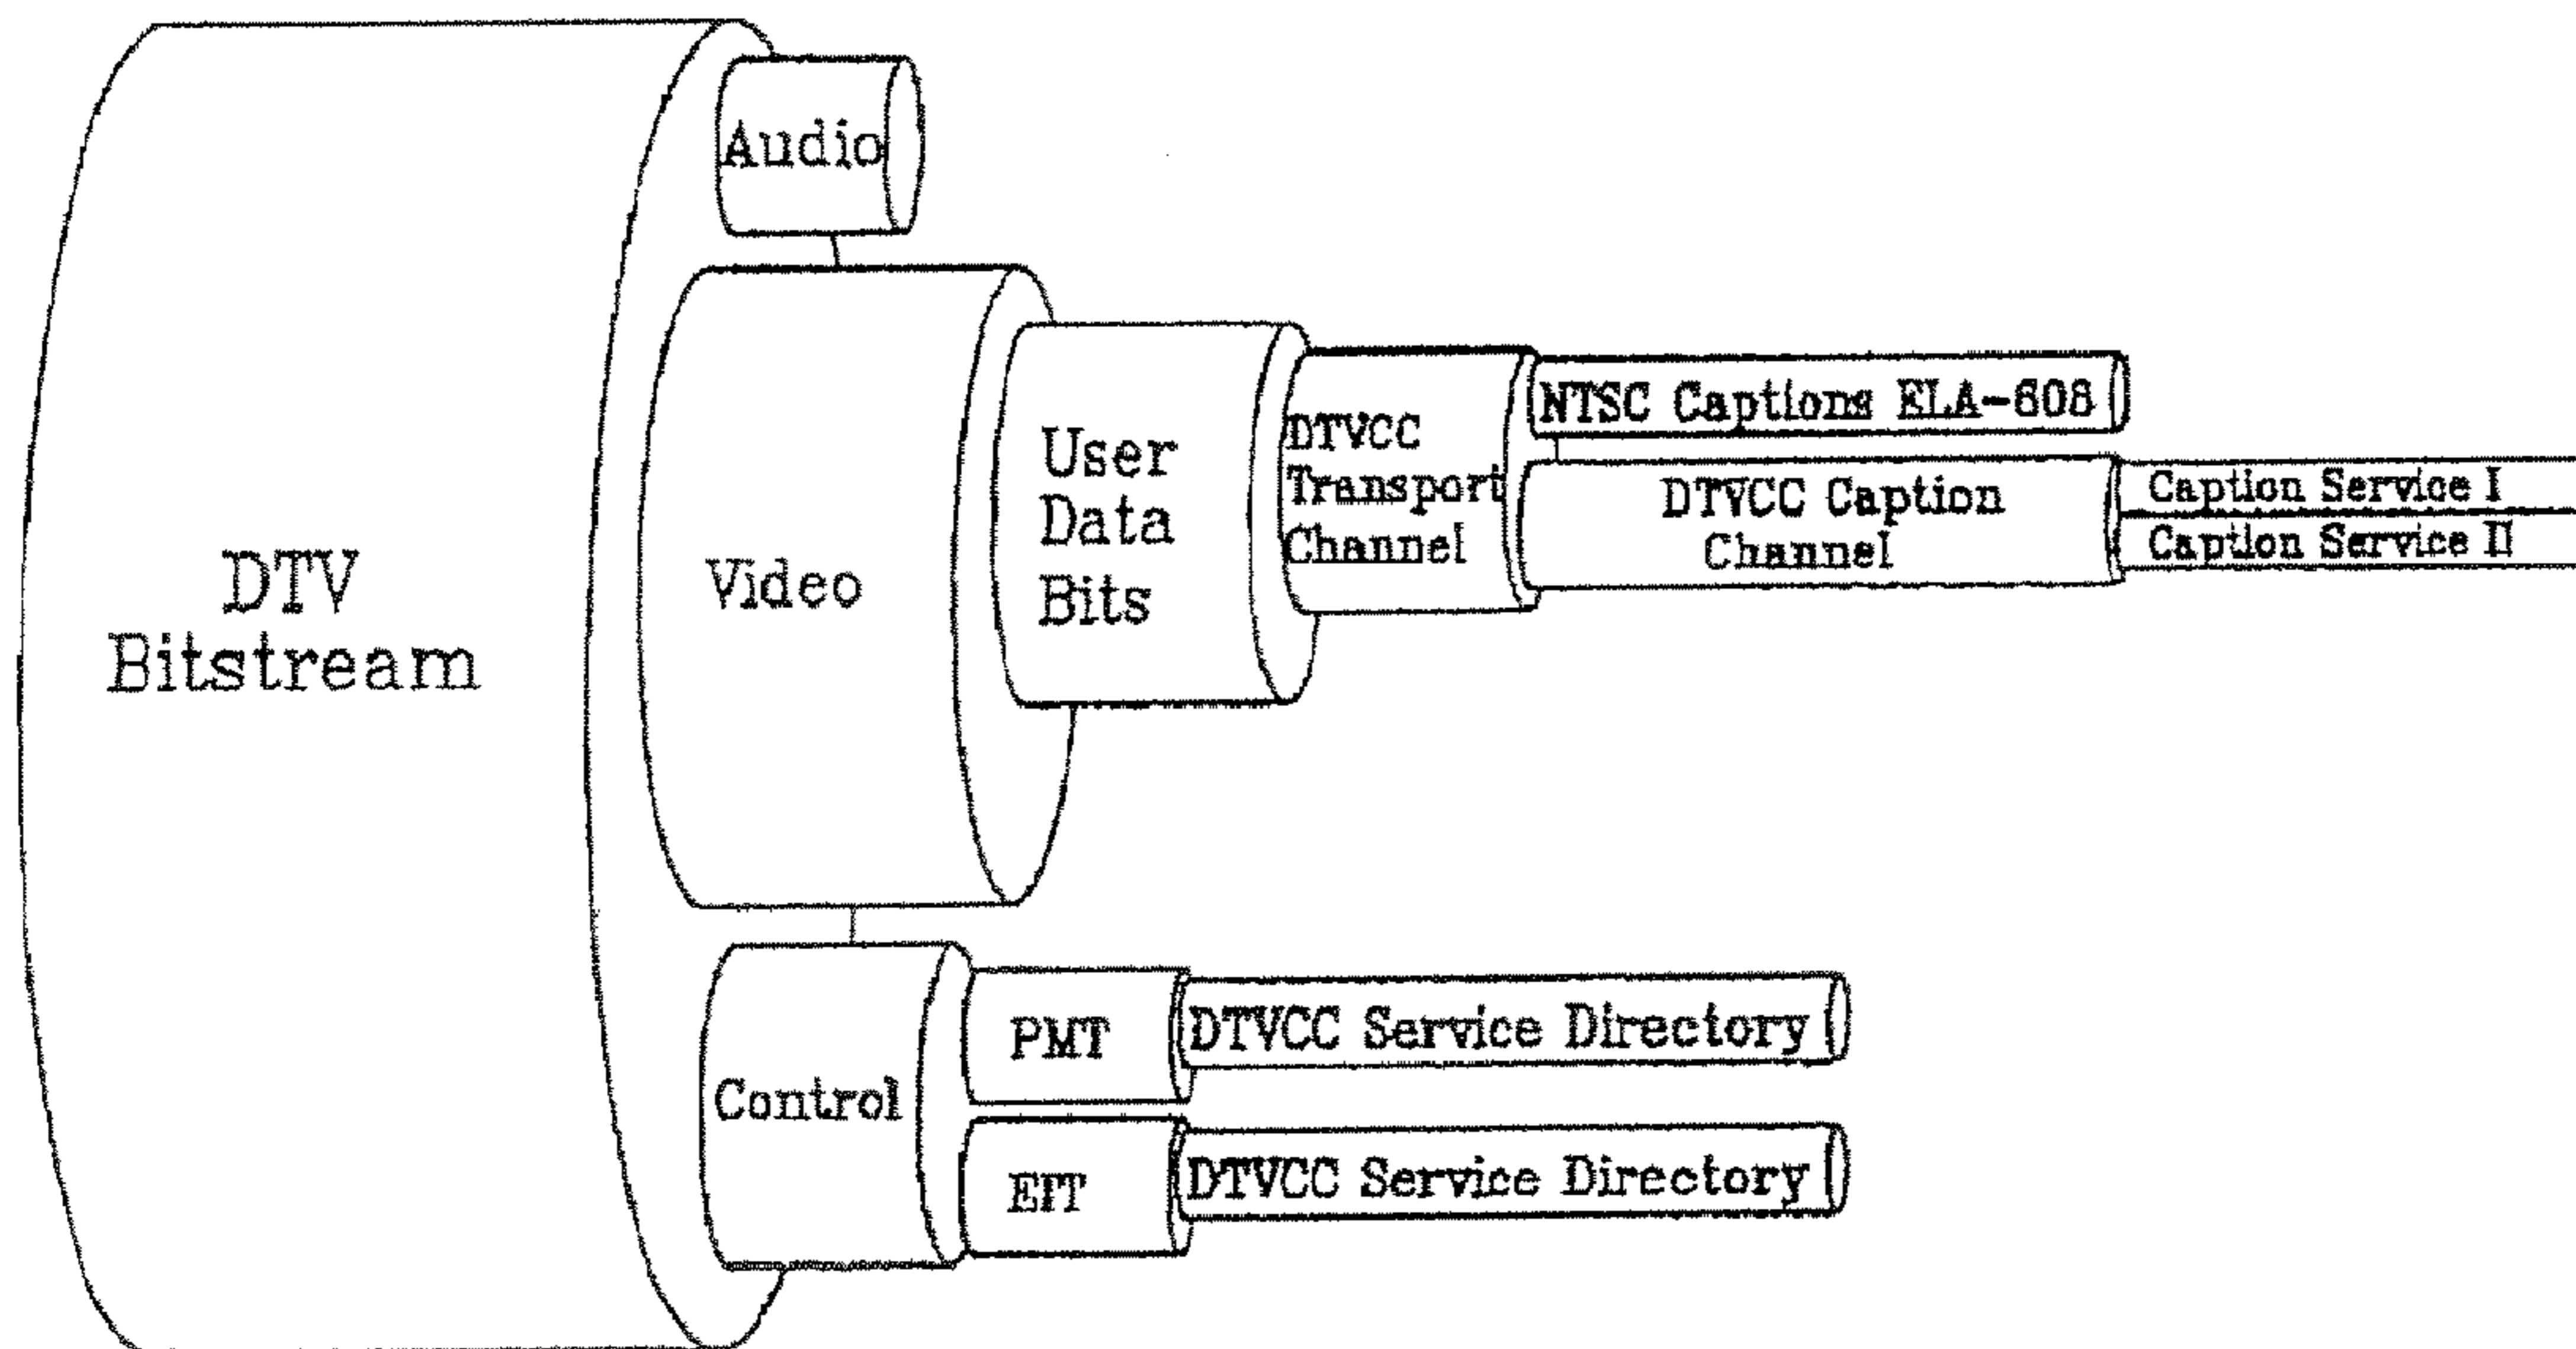 Audio
NTSC Captions ELA-608
DTVCC
Transport
Channel
User
Data
Bits
DTVCC Caption
Channel
Caption Service I
Caption Service II
DTV
Bitstream
Video
PMT
DTVCC Service Directory
Control
EIT
DTVCC Service Directory